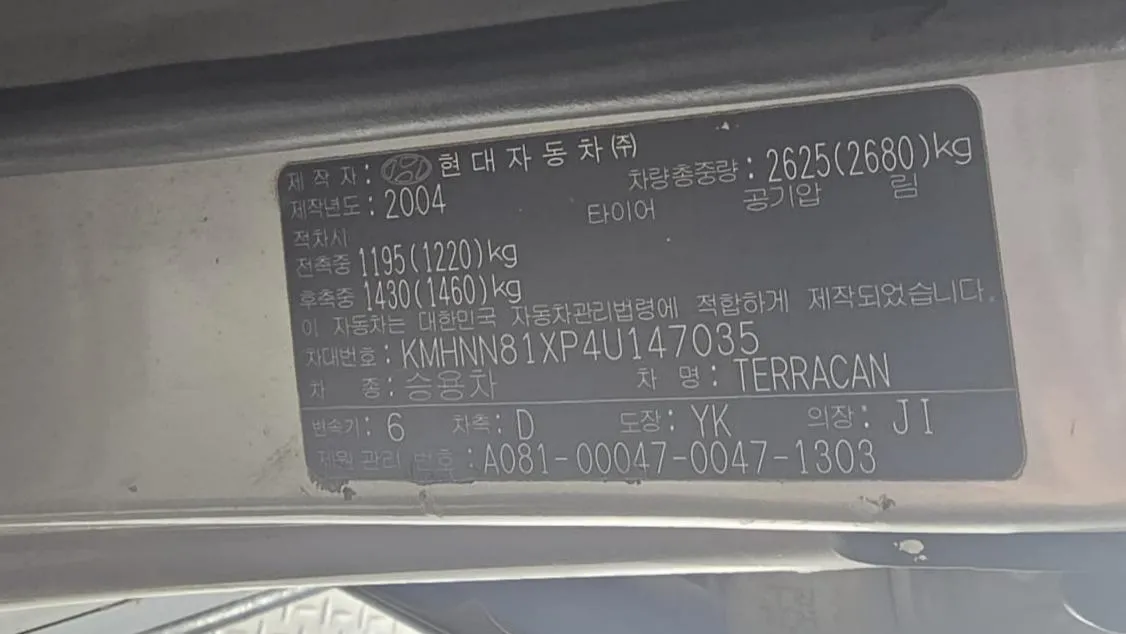 제 작 자 : 현 대 자 동 차 ㈜ 차량총중량 : 2625(2680)kg
제작년도 : 2004 타이어 공기압 림
적차시
전축중 1195(1220)kg
후축중 1430(1460)kg
이 자동차는 대한민국 자동차관리법령에 적합하게 제작되었습니다.
차대번호 : KMHNN81XP4U147035
차 종 : 승용차 차 명 : TERRACAN
변속기 : 6 차축 : D 도장 : YK 의장 : JI
제원 관리 번호 : A081-00047-0047-1303